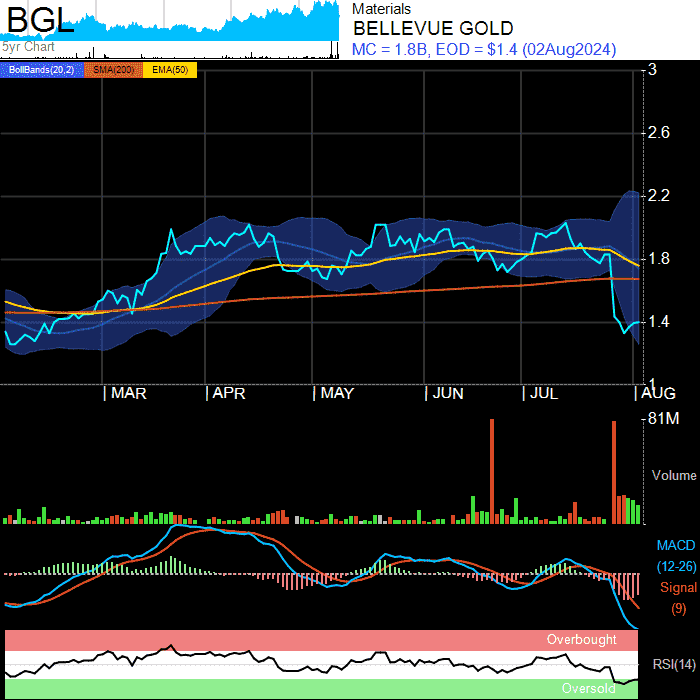 BGL
5yr Chart
Materials
BELLEVUE GOLD
MC = 1.8B, EOD = $1.4 (02Aug2024)
BollBands(20,2) SMA(200) EMA(50)
3
2.6
2.2
1.8
1.4
1
MAR APR MAY JUN JUL AUG
81M
Volume
MACD
(12-26)
Signal
(9)
Overbought
RSI(14)
Oversold